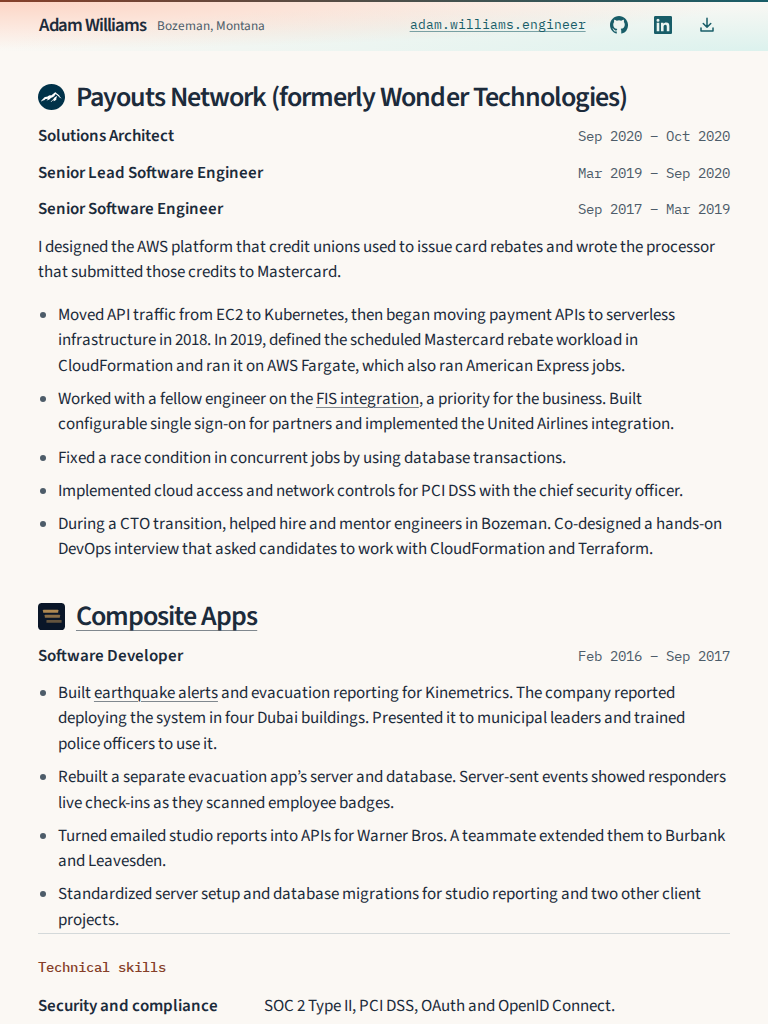 Adam Williams Bozeman, Montana adam.williams.engineer
Payouts Network (formerly Wonder Technologies)
Solutions Architect Sep 2020 – Oct 2020
Senior Lead Software Engineer Mar 2019 – Sep 2020
Senior Software Engineer Sep 2017 – Mar 2019
I designed the AWS platform that credit unions used to issue card rebates and wrote the processor
that submitted those credits to Mastercard.
• Moved API traffic from EC2 to Kubernetes, then began moving payment APIs to serverless
infrastructure in 2018. In 2019, defined the scheduled Mastercard rebate workload in
CloudFormation and ran it on AWS Fargate, which also ran American Express jobs.
• Worked with a fellow engineer on the FIS integration, a priority for the business. Built
configurable single sign-on for partners and implemented the United Airlines integration.
• Fixed a race condition in concurrent jobs by using database transactions.
• Implemented cloud access and network controls for PCI DSS with the chief security officer.
• During a CTO transition, helped hire and mentor engineers in Bozeman. Co-designed a hands-on
DevOps interview that asked candidates to work with CloudFormation and Terraform.
Composite Apps
Software Developer Feb 2016 – Sep 2017
• Built earthquake alerts and evacuation reporting for Kinemetrics. The company reported
deploying the system in four Dubai buildings. Presented it to municipal leaders and trained
police officers to use it.
• Rebuilt a separate evacuation app’s server and database. Server-sent events showed responders
live check-ins as they scanned employee badges.
• Turned emailed studio reports into APIs for Warner Bros. A teammate extended them to Burbank
and Leavesden.
• Standardized server setup and database migrations for studio reporting and two other client
projects.
Technical skills
Security and compliance SOC 2 Type II, PCI DSS, OAuth and OpenID Connect.